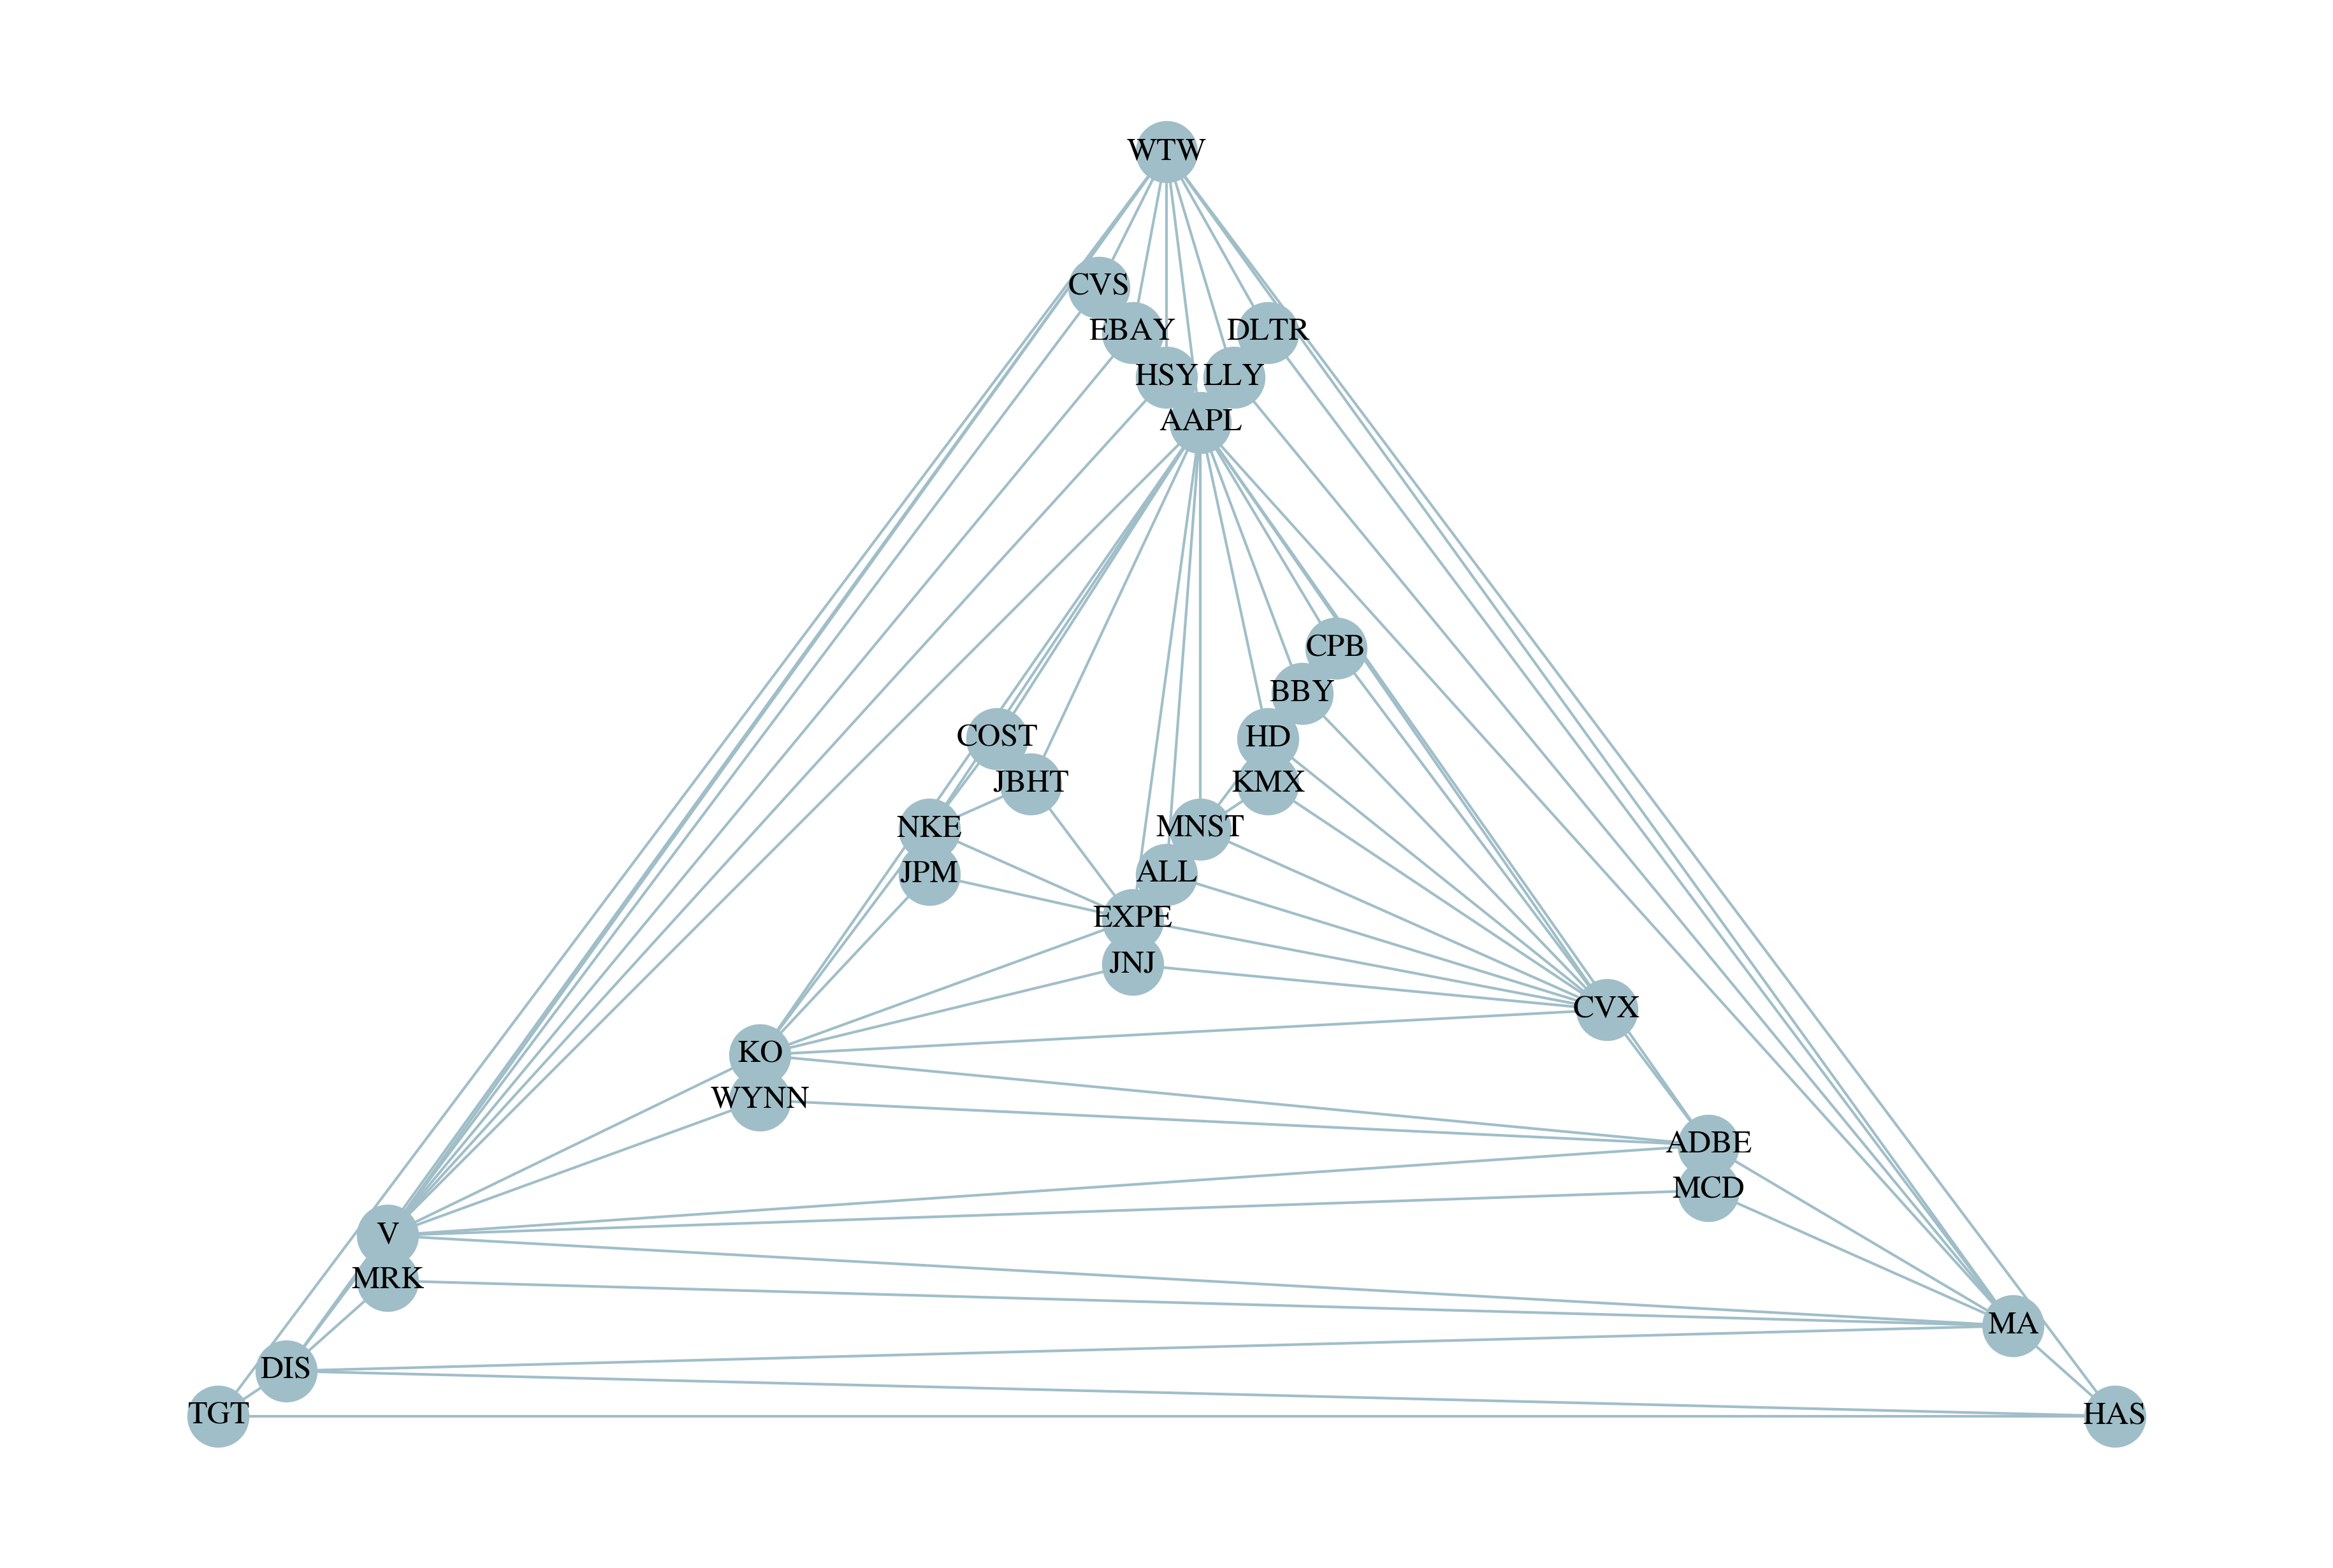 WTW
CVS
EBAY
DLTR
HSY
LLY
AAPL
CPB
BBY
COST
HD
JBHT
KMX
NKE
MNST
JPM
ALL
EXPE
JNJ
CVX
KO
WYNN
ADBE
MCD
V
MRK
MA
DIS
TGT
HAS